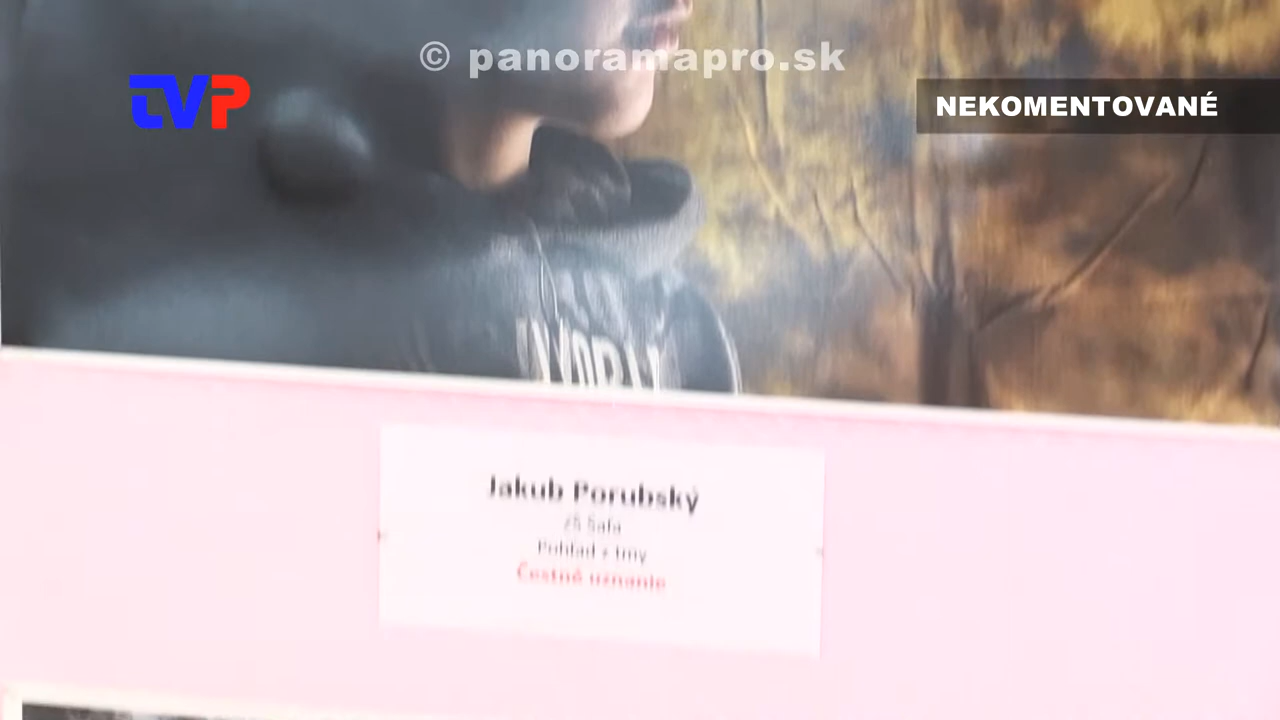 © panoramapro.sk
TVP
NEKOMENTOVANÉ
Jakub Porubský
ZŠ Šaľa
Pohľad z tmy
Čestné uznanie